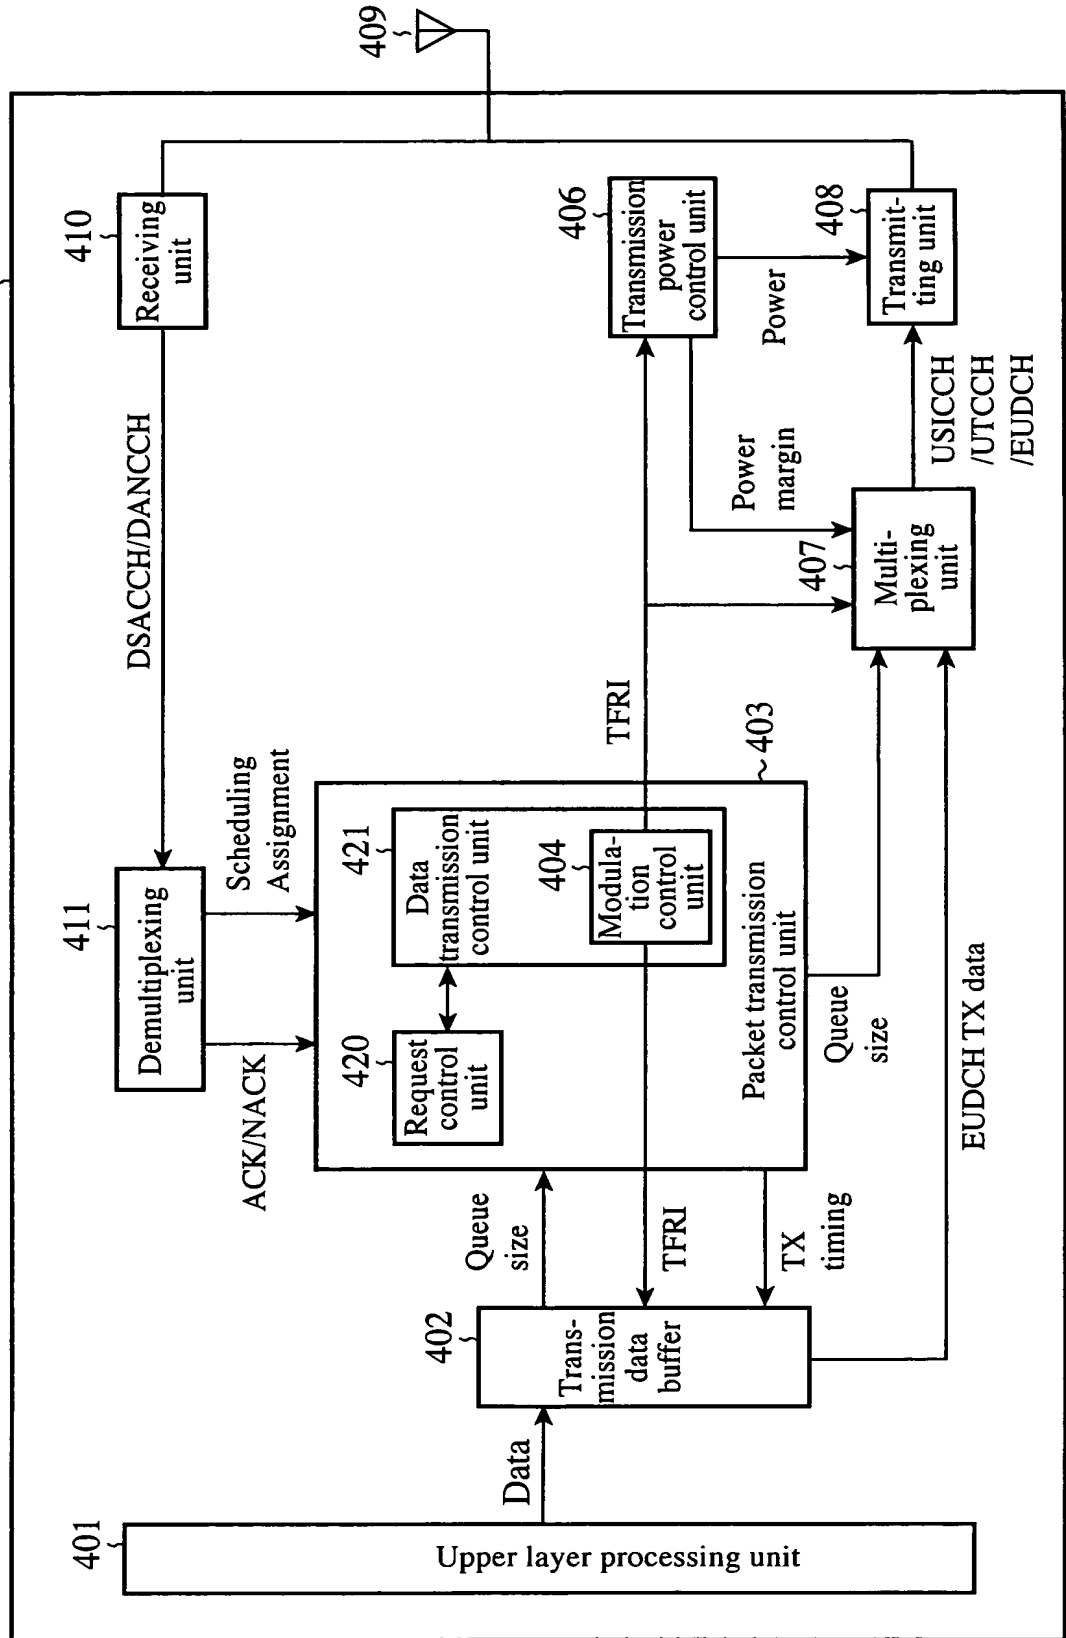 401
Upper layer processing unit
Data
402
Trans-
mission
data
buffer
Queue
size
TFRI
TX
timing
411
Demultiplexing
unit
ACK/NACK
Scheduling
Assignment
420
Request
control
unit
421
Data
transmission
control unit
404
Modula-
tion
control
unit
Packet transmission
control unit
403
TFRI
Queue
size
EUDCH TX data
DSACCH/DANCCH
410
Receiving
unit
409
406
Transmission
power
control unit
Power
margin
Power
407
Multi-
plexing
unit
USICCH
/UTCCH
/EUDCH
408
Transmit-
ting unit